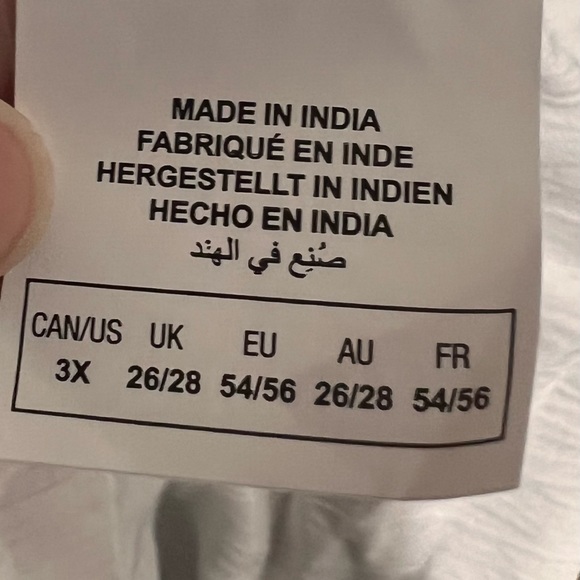 MADE IN INDIA
FABRIQUÉ EN INDE
HERGESTELLT IN INDIEN
HECHO EN INDIA
صُنِع في الهند
CAN/US UK EU AU FR
3X 26/28 54/56 26/28 54/56